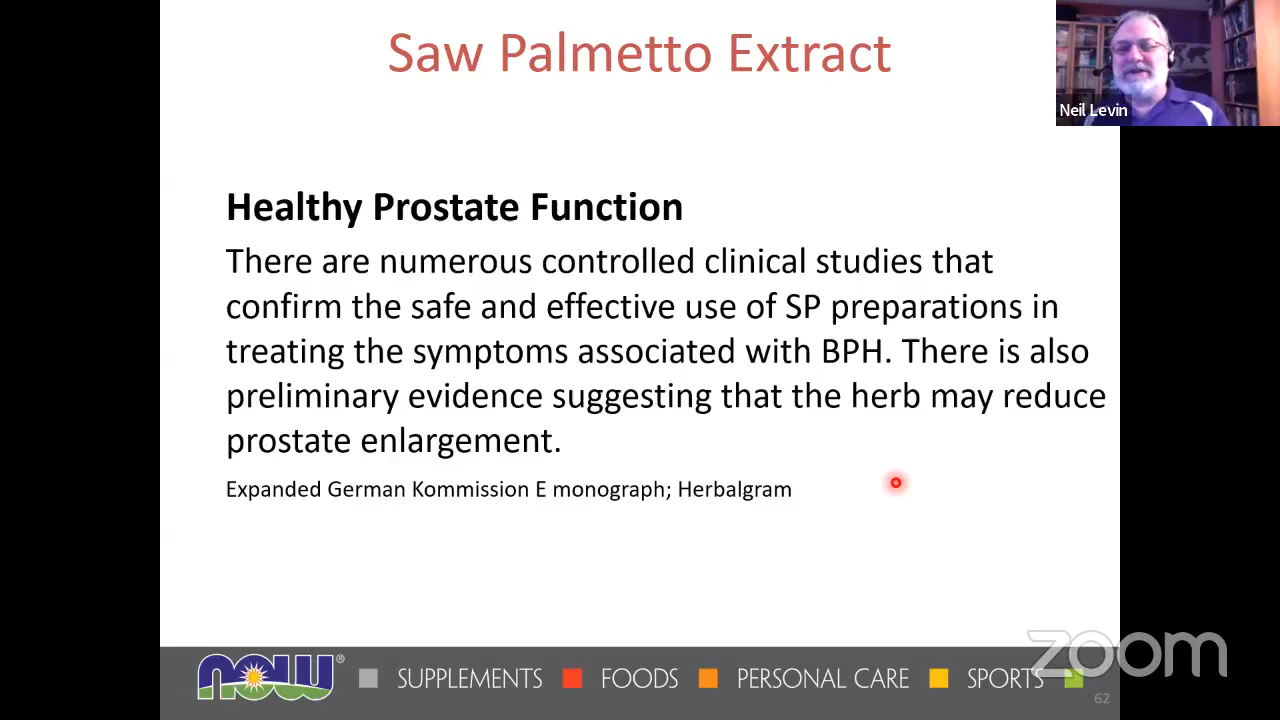 Saw Palmetto Extract
Neil Levin
Healthy Prostate Function
There are numerous controlled clinical studies that
confirm the safe and effective use of SP preparations in
treating the symptoms associated with BPH. There is also
preliminary evidence suggesting that the herb may reduce
prostate enlargement.
Expanded German Kommission E monograph; Herbalgram
now® SUPPLEMENTS FOODS PERSONAL CARE SPORTS
zoom
62